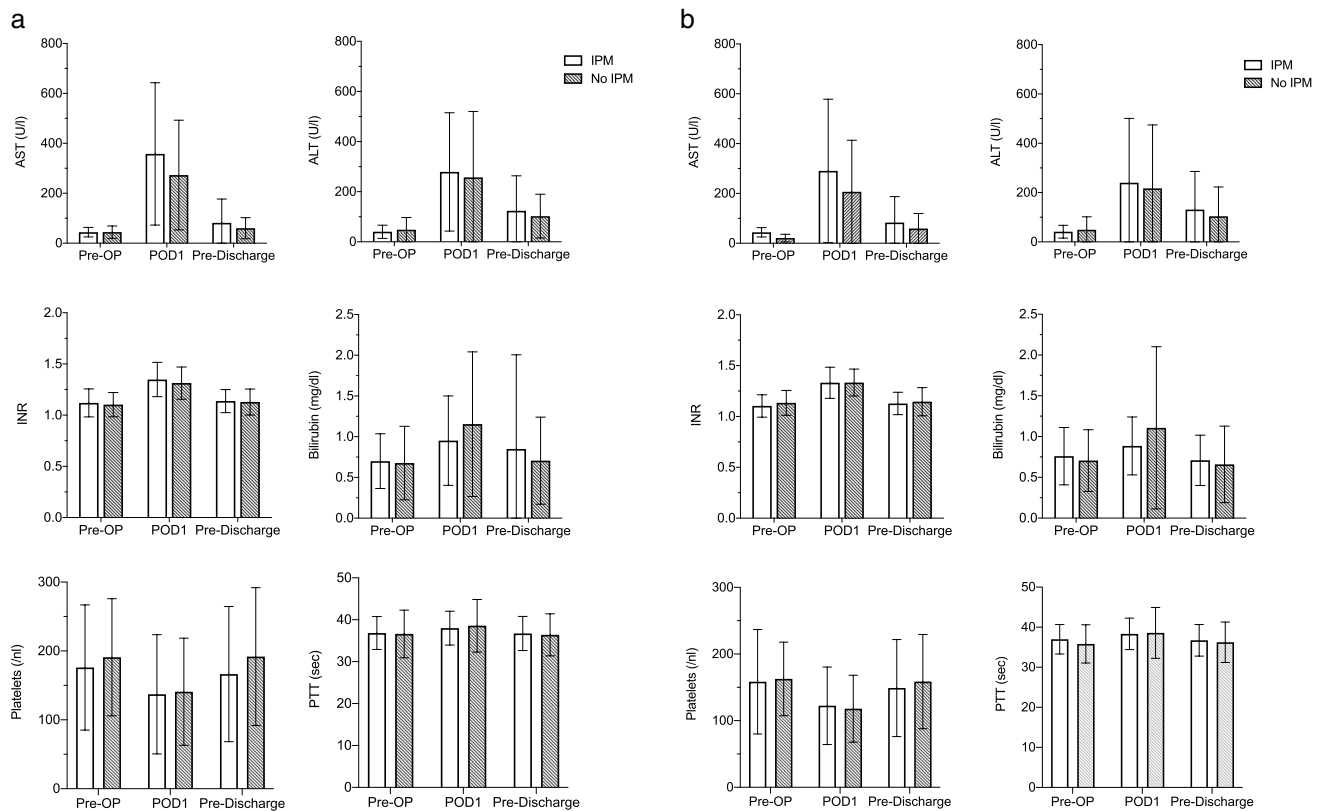 a
800
600
400
200
0
AST (U/l)
Pre-OP POD1 Pre-Discharge
800
600
400
200
0
ALT (U/l)
Pre-OP POD1 Pre-Discharge
IPM
No IPM
2.0
1.5
1.0
0.5
0.0
INR
Pre-OP POD1 Pre-Discharge
2.5
2.0
1.5
1.0
0.5
0.0
Bilirubin (mg/dl)
Pre-OP POD1 Pre-Discharge
300
200
100
0
Platelets (/nl)
Pre-OP POD1 Pre-Discharge
50
40
30
20
10
0
PTT (sec)
Pre-OP POD1 Pre-Discharge
b
800
600
400
200
0
AST (U/l)
Pre-OP POD1 Pre-Discharge
800
600
400
200
0
ALT (U/l)
Pre-OP POD1 Pre-Discharge
IPM
No IPM
2.0
1.5
1.0
0.5
0.0
INR
Pre-OP POD1 Pre-Discharge
2.5
2.0
1.5
1.0
0.5
0.0
Bilirubin (mg/dl)
Pre-OP POD1 Pre-Discharge
300
200
100
0
Platelets (/nl)
Pre-OP POD1 Pre-Discharge
50
40
30
20
10
0
PTT (sec)
Pre-OP POD1 Pre-Discharge